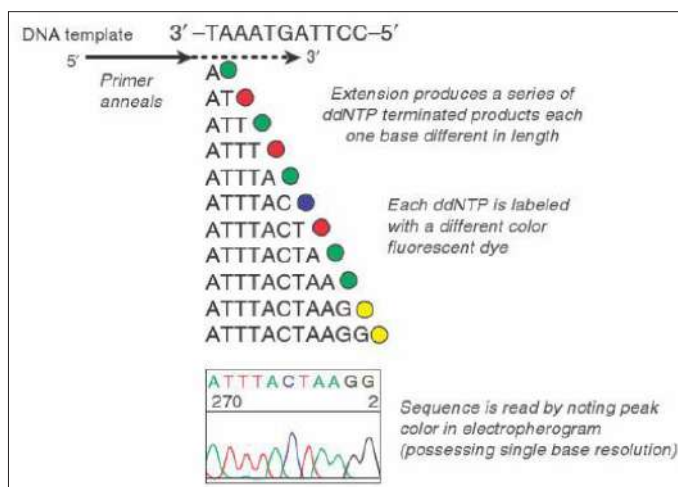 DNA template 3′ –TAAATGATTCC–5′
5′ 3′
Primer
anneals
A
AT
ATT
ATTT
ATTTA
ATTTAC
ATTTACT
ATTTACTA
ATTTACTAA
ATTTACTAAG
ATTTACTAAGG
Extension produces a series of
ddNTP terminated products each
one base different in length
Each ddNTP is labeled
with a different color
fluorescent dye
ATTTACTAAGG
270 2
Sequence is read by noting peak
color in electropherogram
(possessing single base resolution)